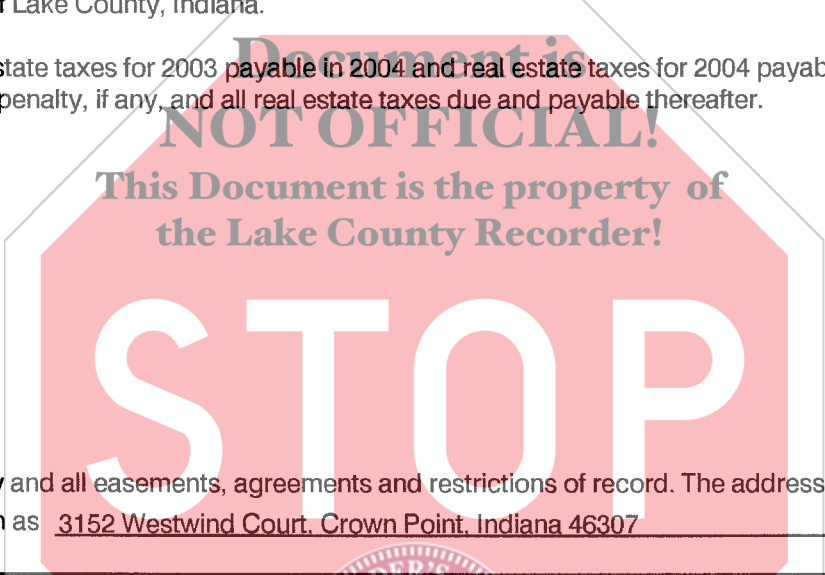 f Lake County, Indiana.
state taxes for 2003 payable in 2004 and real estate taxes for 2004 payab
penalty, if any, and all real estate taxes due and payable thereafter.
Document is
NOT OFFICIAL!
This Document is the property of
the Lake County Recorder!
STOP
y and all easements, agreements and restrictions of record. The address
n as 3152 Westwind Court, Crown Point, Indiana 46307